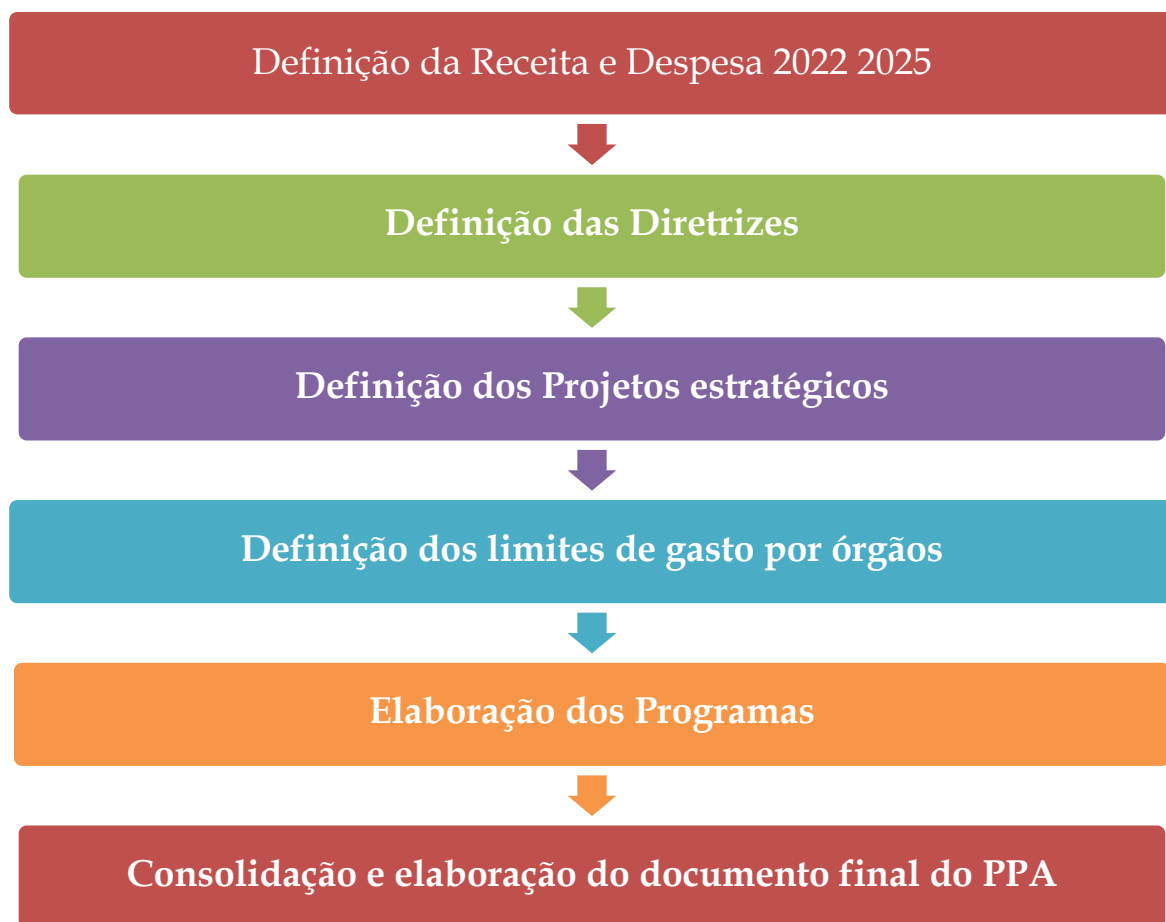 Definição da Receita e Despesa 2022 2025
Definição das Diretrizes
Definição dos Projetos estratégicos
Definição dos limites de gasto por órgãos
Elaboração dos Programas
Consolidação e elaboração do documento final do PPA